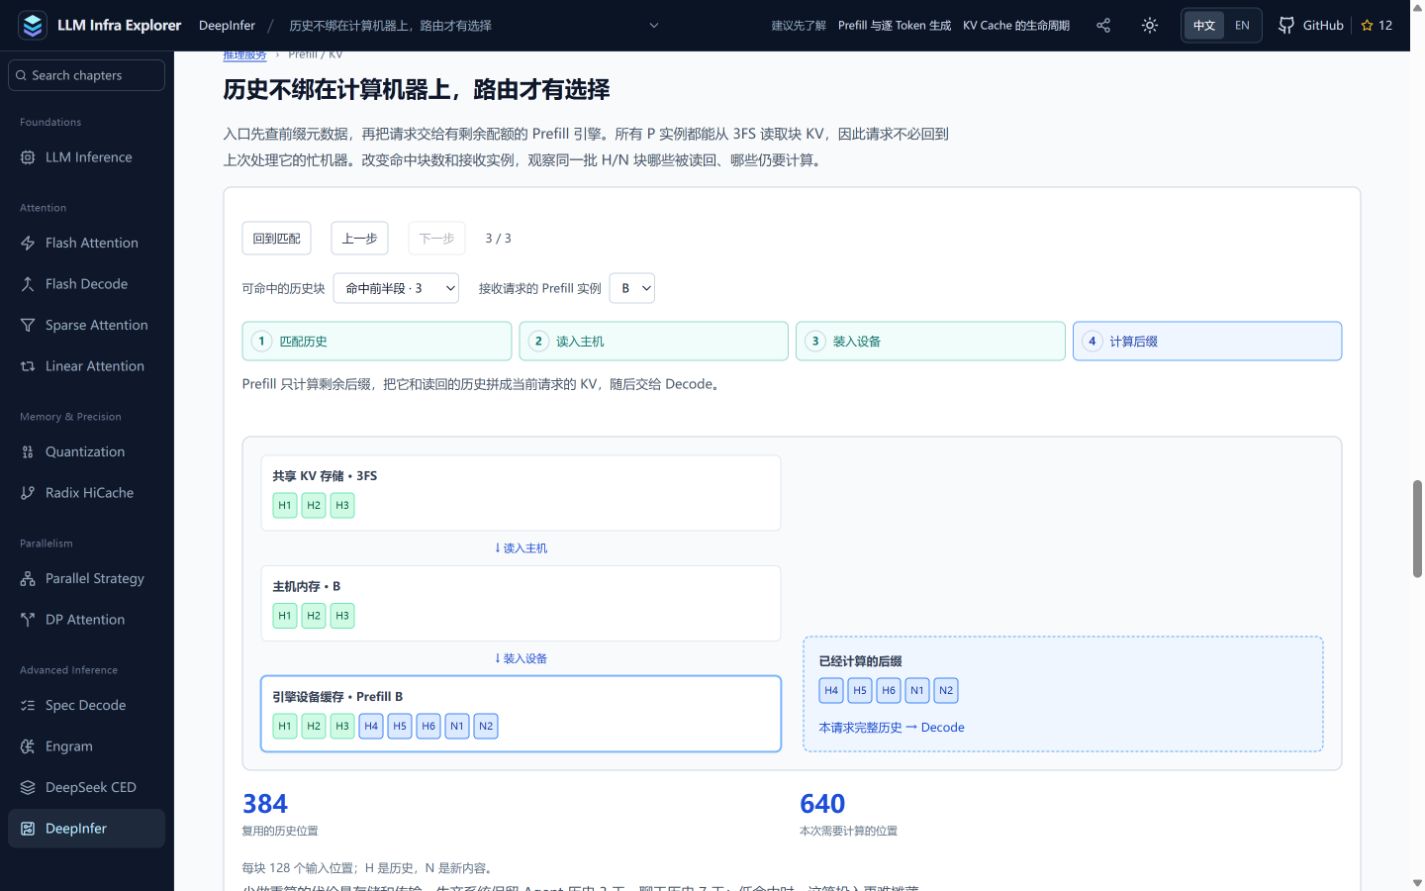 LLM Infra Explorer DeepInfer / 历史不绑在计算机器上，路由才有选择 建议先了解 Prefill 与逐 Token 生成 KV Cache 的生命周期 中文 EN GitHub 12
Search chapters
Foundations
LLM Inference
Attention
Flash Attention
Flash Decode
Sparse Attention
Linear Attention
Memory & Precision
Quantization
Radix HiCache
Parallelism
Parallel Strategy
DP Attention
Advanced Inference
Spec Decode
Engram
DeepSeek CED
DeepInfer
推理服务 › Prefill / KV
历史不绑在计算机器上，路由才有选择
入口先查前缀元数据，再把请求交给有剩余配额的 Prefill 引擎。所有 P 实例都能从 3FS 读取块 KV，因此请求不必回到
上次处理它的忙机器。改变命中块数和接收实例，观察同一批 H/N 块哪些被读回、哪些仍要计算。
回到匹配 上一步 下一步 3 / 3
可命中的历史块 命中前半段 · 3 接收请求的 Prefill 实例 B
1 匹配历史 2 读入主机 3 装入设备 4 计算后缀
Prefill 只计算剩余后缀，把它和读回的历史拼成当前请求的 KV，随后交给 Decode。
共享 KV 存储 · 3FS
H1 H2 H3
↓ 读入主机
主机内存 · B
H1 H2 H3
↓ 装入设备
引擎设备缓存 · Prefill B
H1 H2 H3 H4 H5 H6 N1 N2
已经计算的后缀
H4 H5 H6 N1 N2
本请求完整历史 → Decode
384
复用的历史位置
640
本次需要计算的位置
每块 128 个输入位置；H 是历史，N 是新内容。